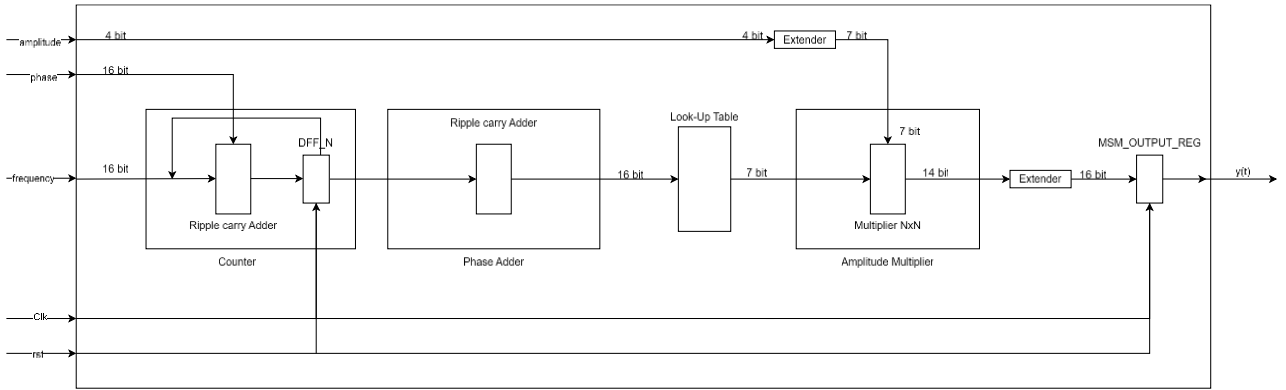 amplitude
4 bit
4 bit
Extender
7 bit
phase
16 bit
Ripple carry Adder
Look-Up Table
7 bit
DFF_N
MSM_OUTPUT_REG
frequency
16 bit
16 bit
7 bit
14 bit
Extender
16 bit
y(t)
Ripple carry Adder
Multiplier NxN
Counter
Phase Adder
Amplitude Multiplier
Clk
rst